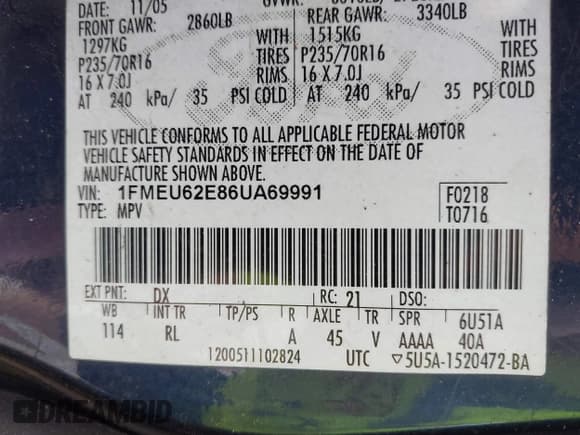 DATE: 11/05 GVWR:
FRONT GAWR: 2860LB REAR GAWR: 3340LB
1297KG WITH 1515KG WITH
P235/70R16 TIRES P235/70R16 TIRES
16 X 7.0J RIMS 16 X 7.0J RIMS
AT 240 kPa/ 35 PSI COLD AT 240 kPa/ 35 PSI COLD
THIS VEHICLE CONFORMS TO ALL APPLICABLE FEDERAL MOTOR
VEHICLE SAFETY STANDARDS IN EFFECT ON THE DATE OF
MANUFACTURE SHOWN ABOVE.
VIN: 1FMEU62E86UA69991 F0218
TYPE: MPV T0716
EXT PNT: DX RC: 21 DSO:
WB INT TR TP/PS R AXLE TR SPR 6U51A
114 RL A 45 V AAAA 40A
1200511102824 UTC ▽5U5A-1520472-BA
DREAMBID